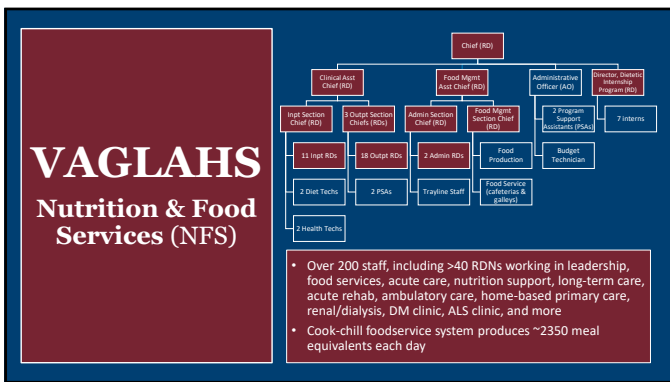 VAGLAHS
Nutrition & Food
Services (NFS)
Chief (RD)
Clinical Asst
Chief (RD)
Food Mgmt
Asst Chief (RD)
Administrative
Officer (AO)
Director, Dietetic
Internship
Program (RD)
Inpt Section
Chief (RD)
3 Outpt Section
Chiefs (RDs)
Admin Section
Chief (RD)
Food Mgmt
Section Chief
(RD)
2 Program
Support
Assistants (PSAs)
7 interns
11 Inpt RDs
18 Outpt RDs
2 Admin RDs
Food
Production
Budget
Technician
2 Diet Techs
2 PSAs
Trayline Staff
Food Service
(cafeterias &
galleys)
2 Health Techs
• Over 200 staff, including >40 RDNs working in leadership,
food services, acute care, nutrition support, long-term care,
acute rehab, ambulatory care, home-based primary care,
renal/dialysis, DM clinic, ALS clinic, and more
• Cook-chill foodservice system produces ~2350 meal
equivalents each day